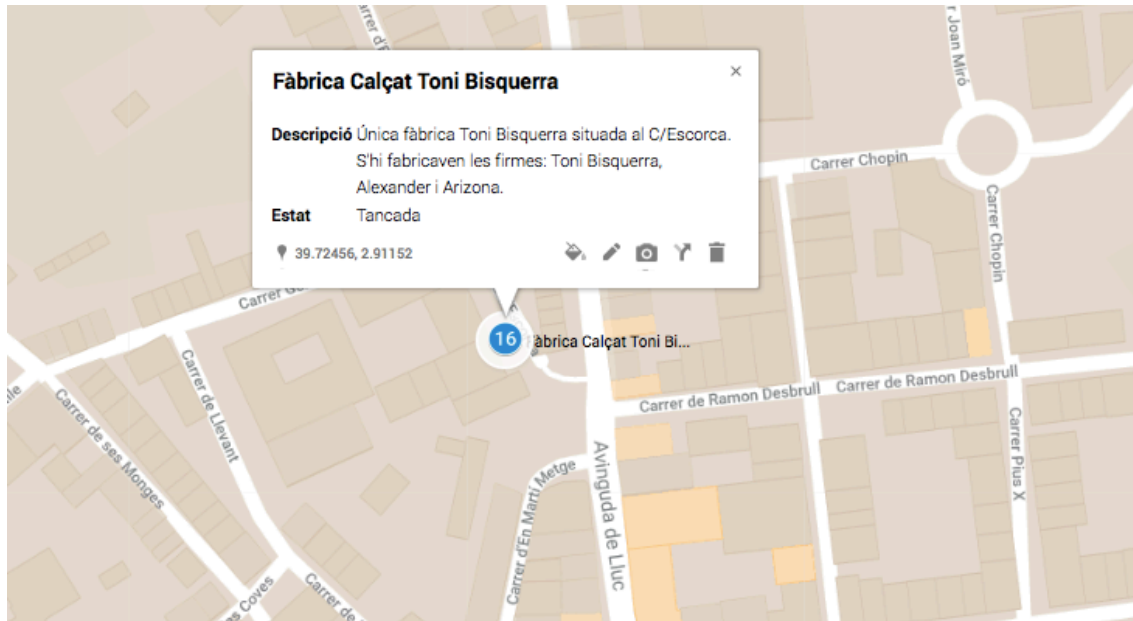 Fàbrica Calçat Toni Bisquerra
×
Descripció Única fàbrica Toni Bisquerra situada al C/Escorca.
S'hi fabricaven les firmes: Toni Bisquerra,
Alexander i Arizona.
Estat Tancada
39.72456, 2.91152
16
àbrica Calçat Toni Bi...
Joan Miró
Carrer Chopin
Carrer Chopin
Carrer
Carrer de Llevant
Carrer de ses Monges
Carrer de Ramon Desbrull
Carrer de Ramon Desbrull
Carrer Pius X
Avinguda de Lluc
Carrer d'En Martí Metge
Coves
Carrer de